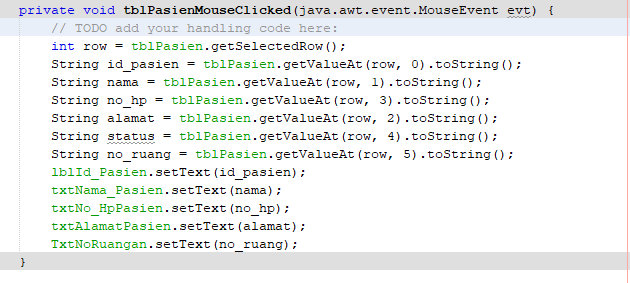 private void tblPasienMouseClicked(java.awt.event.MouseEvent evt) {
// TODO add your handling code here:
int row = tblPasien.getSelectedRow();
String id_pasien = tblPasien.getValueAt(row, 0).toString();
String nama = tblPasien.getValueAt(row, 1).toString();
String no_hp = tblPasien.getValueAt(row, 3).toString();
String alamat = tblPasien.getValueAt(row, 2).toString();
String status = tblPasien.getValueAt(row, 4).toString();
String no_ruang = tblPasien.getValueAt(row, 5).toString();
lblId_Pasien.setText(id_pasien);
txtNama_Pasien.setText(nama);
txtNo_HpPasien.setText(no_hp);
txtAlamatPasien.setText(alamat);
TxtNoRuangan.setText(no_ruang);
}